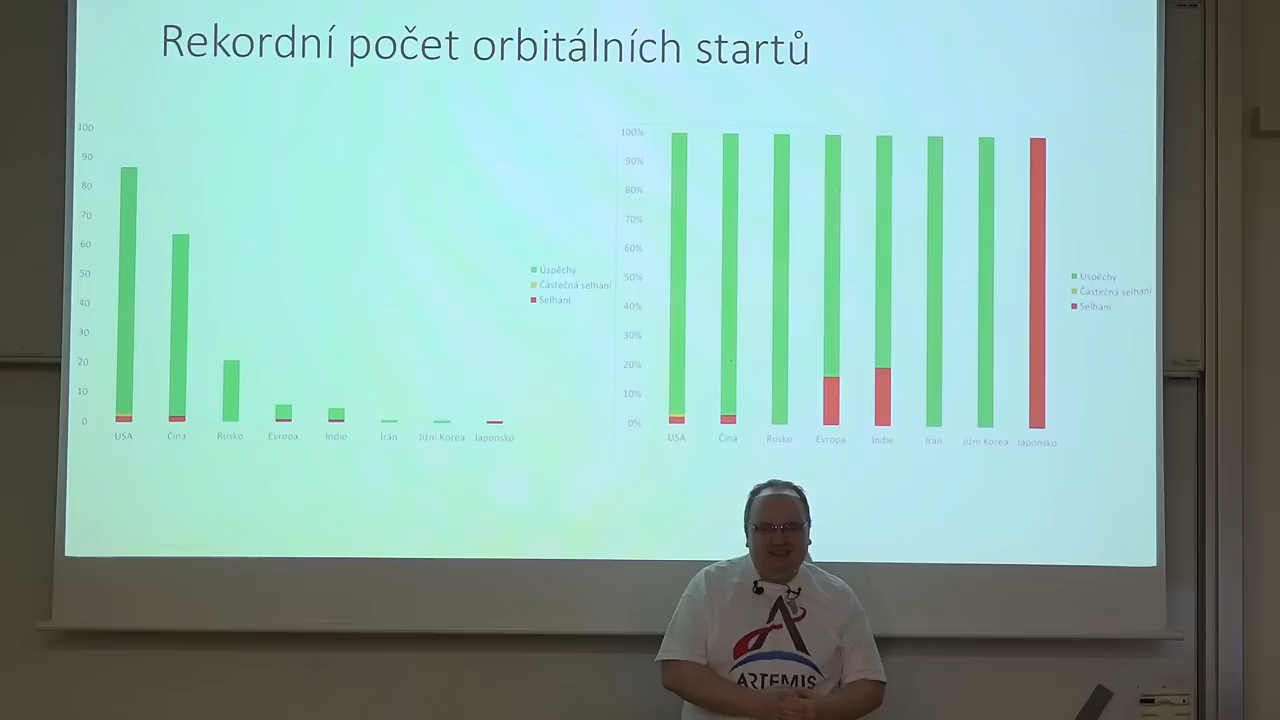 Rekordní počet orbitálních startů
100
90
80
70
60
50
40
30
20
10
0
USA Čína Rusko Evropa Indie Írán Jižní Korea Japonsko
Úspěchy
Částečná selhání
Selhání
100%
90%
80%
70%
60%
50%
40%
30%
20%
10%
0%
USA Čína Rusko Evropa Indie Írán Jižní Korea Japonsko
Úspěchy
Částečná selhání
Selhání
ARTEMIS